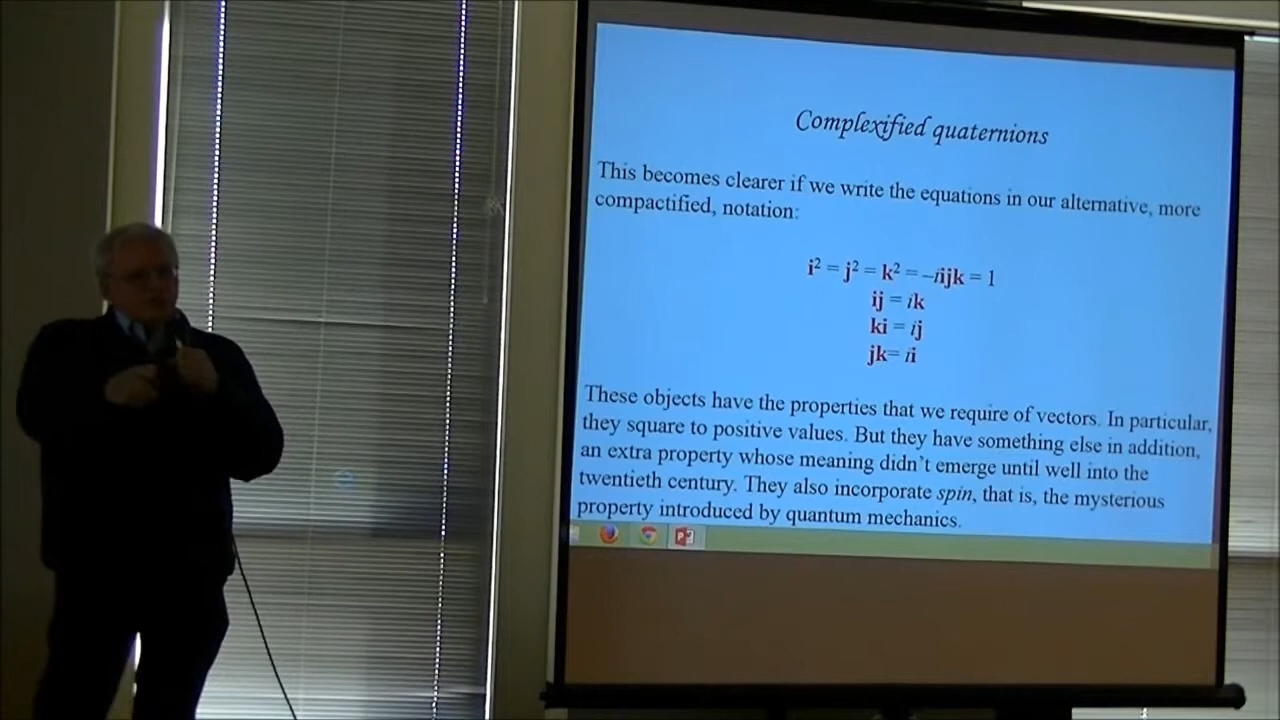 Complexified quaternions
This becomes clearer if we write the equations in our alternative, more
compactified, notation:
i² = j² = k² = –iijk = 1
ij = ik
ki = ij
jk= ii
These objects have the properties that we require of vectors. In particular,
they square to positive values. But they have something else in addition,
an extra property whose meaning didn’t emerge until well into the
twentieth century. They also incorporate spin, that is, the mysterious
property introduced by quantum mechanics.